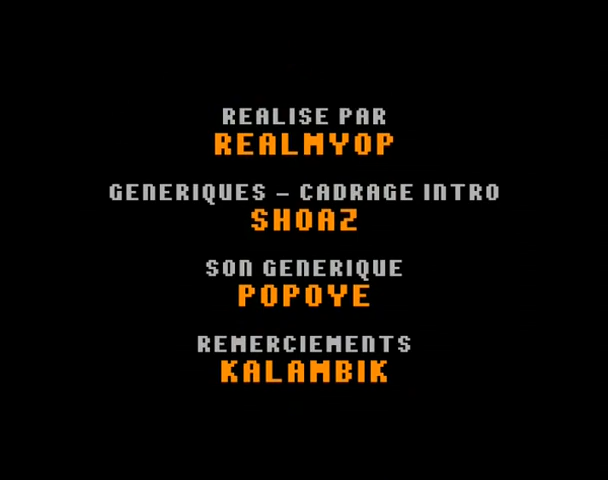 REALISE PAR
REALMYOP
GENERIQUES - CADRAGE INTRO
SHOAZ
SON GENERIQUE
POPOYE
REMERCIEMENTS
KALAMBIK